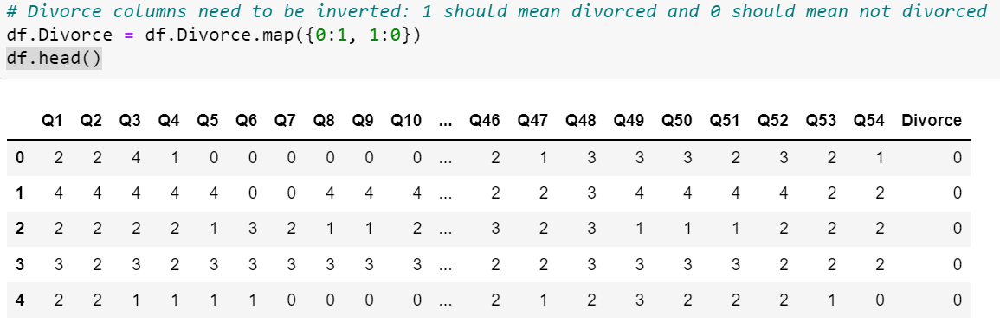 # Divorce columns need to be inverted: 1 should mean divorced and 0 should mean not divorced
df.Divorce = df.Divorce.map({0:1, 1:0})
df.head()
Q1 Q2 Q3 Q4 Q5 Q6 Q7 Q8 Q9 Q10 ... Q46 Q47 Q48 Q49 Q50 Q51 Q52 Q53 Q54 Divorce
0 2 2 4 1 0 0 0 0 0 0 ... 2 1 3 3 3 2 3 2 1 0
1 4 4 4 4 4 0 0 4 4 4 ... 2 2 3 4 4 4 4 2 2 0
2 2 2 2 2 1 3 2 1 1 2 ... 3 2 3 1 1 1 2 2 2 0
3 3 2 3 2 3 3 3 3 3 3 ... 2 2 3 3 3 3 2 2 2 0
4 2 2 1 1 1 1 0 0 0 0 ... 2 1 2 3 2 2 2 1 0 0